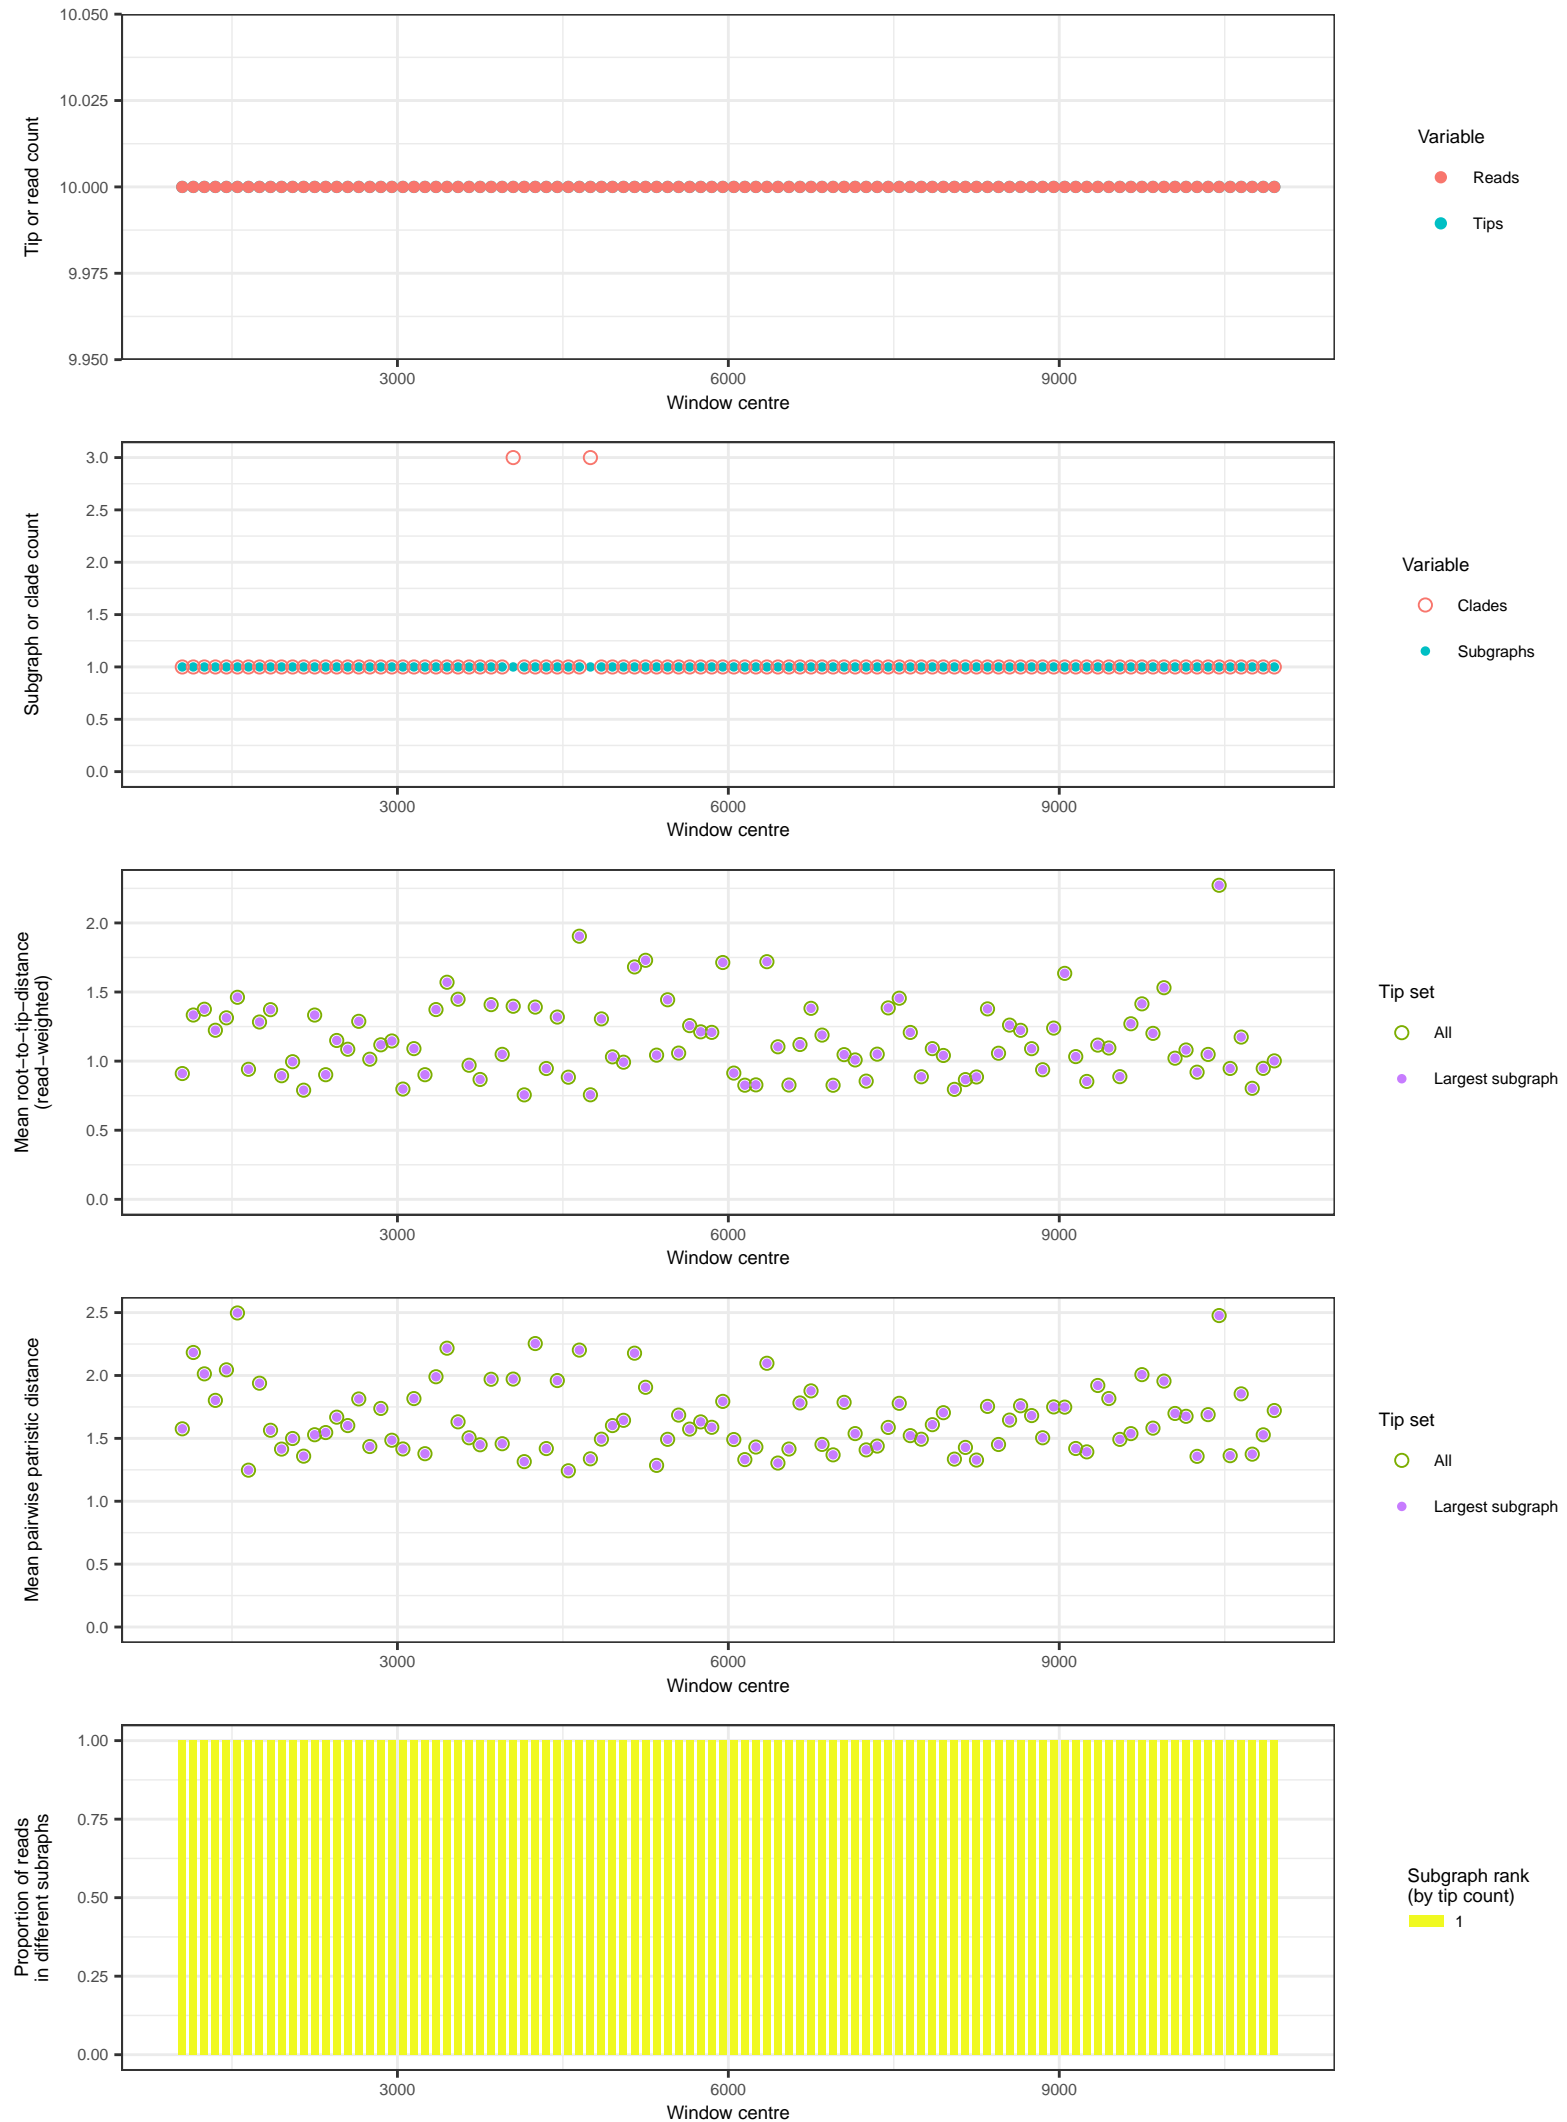 10.050
10.025
10.000
9.975
9.950
Tip or read count
3000
6000
9000
Window centre
Variable
Reads
Tips
3.0
2.5
2.0
1.5
1.0
0.5
0.0
Subgraph or clade count
3000
6000
9000
Window centre
Variable
Clades
Subgraphs
2.0
1.5
1.0
0.5
0.0
Mean root−to−tip−distance
(read−weighted)
3000
6000
9000
Window centre
Tip set
All
Largest subgraph
2.5
2.0
1.5
1.0
0.5
0.0
Mean pairwise patristic distance
3000
6000
9000
Window centre
Tip set
All
Largest subgraph
1.00
0.75
0.50
0.25
0.00
Proportion of reads
in different subraphs
3000
6000
9000
Window centre
Subgraph rank
(by tip count)
1